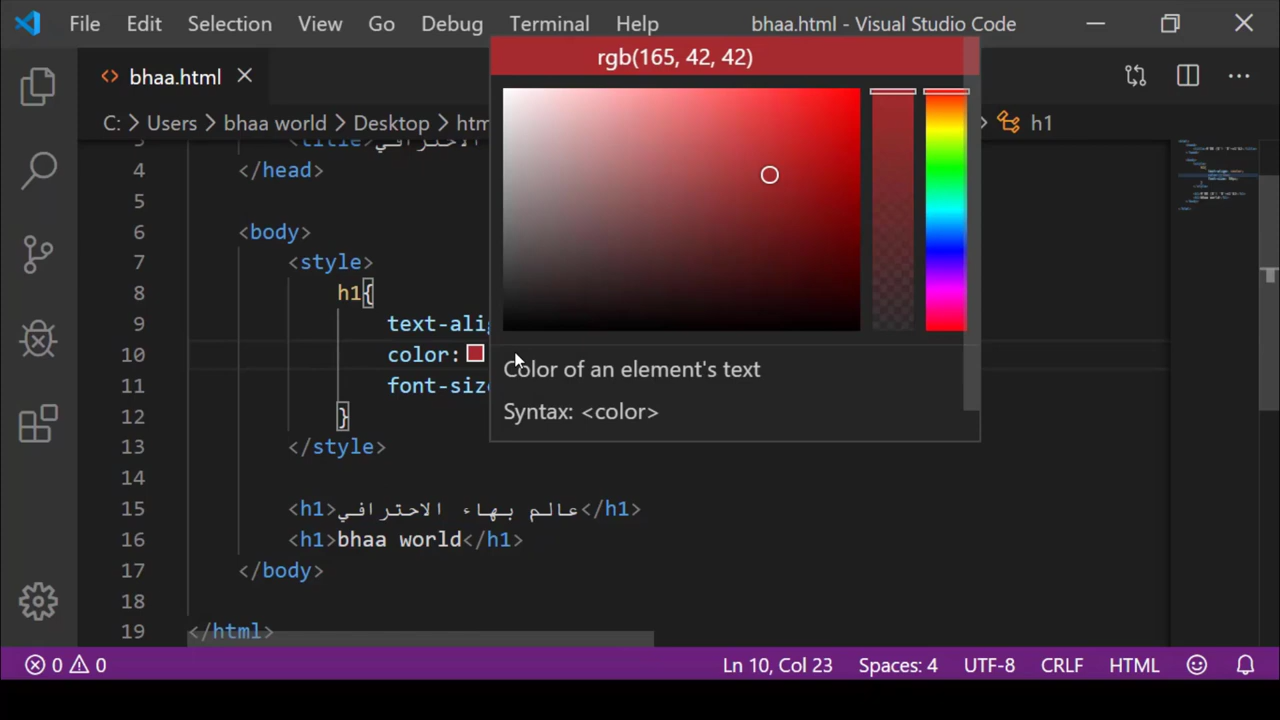 File Edit Selection View Go Debug Terminal Help bhaa.html - Visual Studio Code
rgb(165, 42, 42)
bhaa.html
C: > Users > bhaa world > Desktop > htm > h1
<title>الاحترافي
4 </head>
5
6 <body>
7 <style>
8 h1{
9 text-alig
10 color:
11 font-size
12 }
13 </style>
14
15 <h1>عالم بهاء الاحترافي</h1>
16 <h1>bhaa world</h1>
17 </body>
18
19 </html>
Color of an element's text
Syntax: <color>
0 0 Ln 10, Col 23 Spaces: 4 UTF-8 CRLF HTML